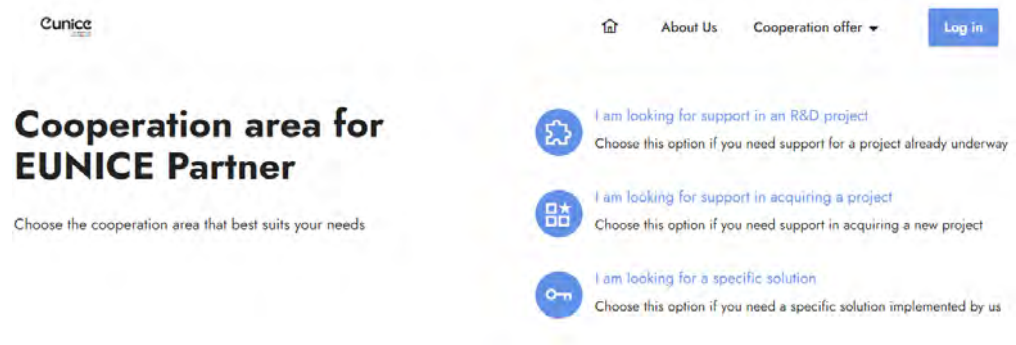 Eunice
About Us
Cooperation offer
Log in
Cooperation area for
EUNICE Partner
Choose the cooperation area that best suits your needs
I am looking for support in an R&D project
Choose this option if you need support for a project already underway
I am looking for support in acquiring a project
Choose this option if you need support in acquiring a new project
I am looking for a specific solution
Choose this option if you need a specific solution implemented by us